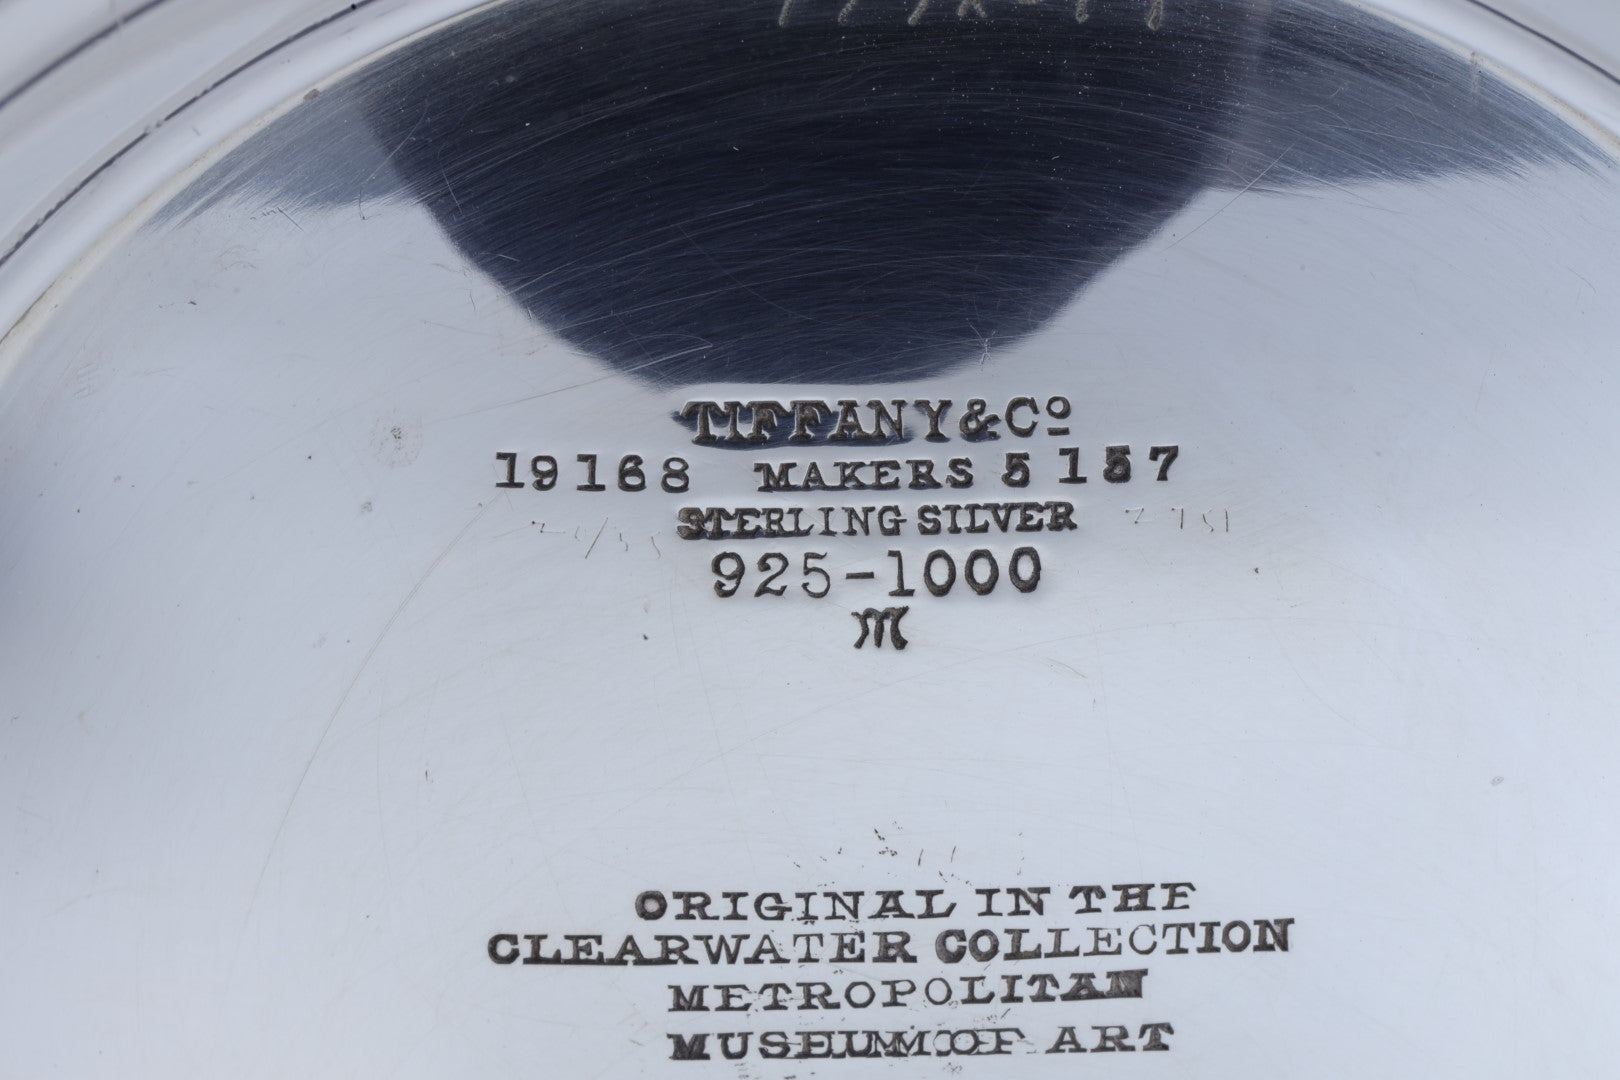 TIFFANY & Cº
19168 MAKERS 5157
STERLING SILVER
925-1000
M
ORIGINAL IN THE
CLEARWATER COLLECTION
METROPOLITAN
MUSEUM OF ART